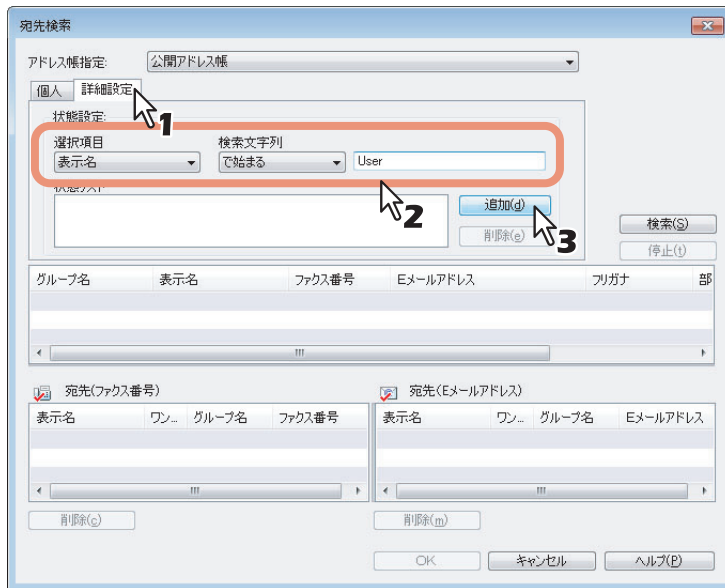 宛先検索
アドレス帳指定: 公開アドレス帳
個人 詳細設定
1
状態設定:
選択項目 検索文字列
表示名 で始まる User
2
状態リスト
追加(d)
3
削除(e)
検索(S)
停止(t)
グループ名 表示名 ファクス番号 Eメールアドレス フリガナ 部
宛先(ファクス番号) 宛先(Eメールアドレス)
表示名 ワン... グループ名 ファクス番号 表示名 ワン... グループ名 Eメールアドレス
削除(c) 削除(m)
OK キャンセル ヘルプ(P)